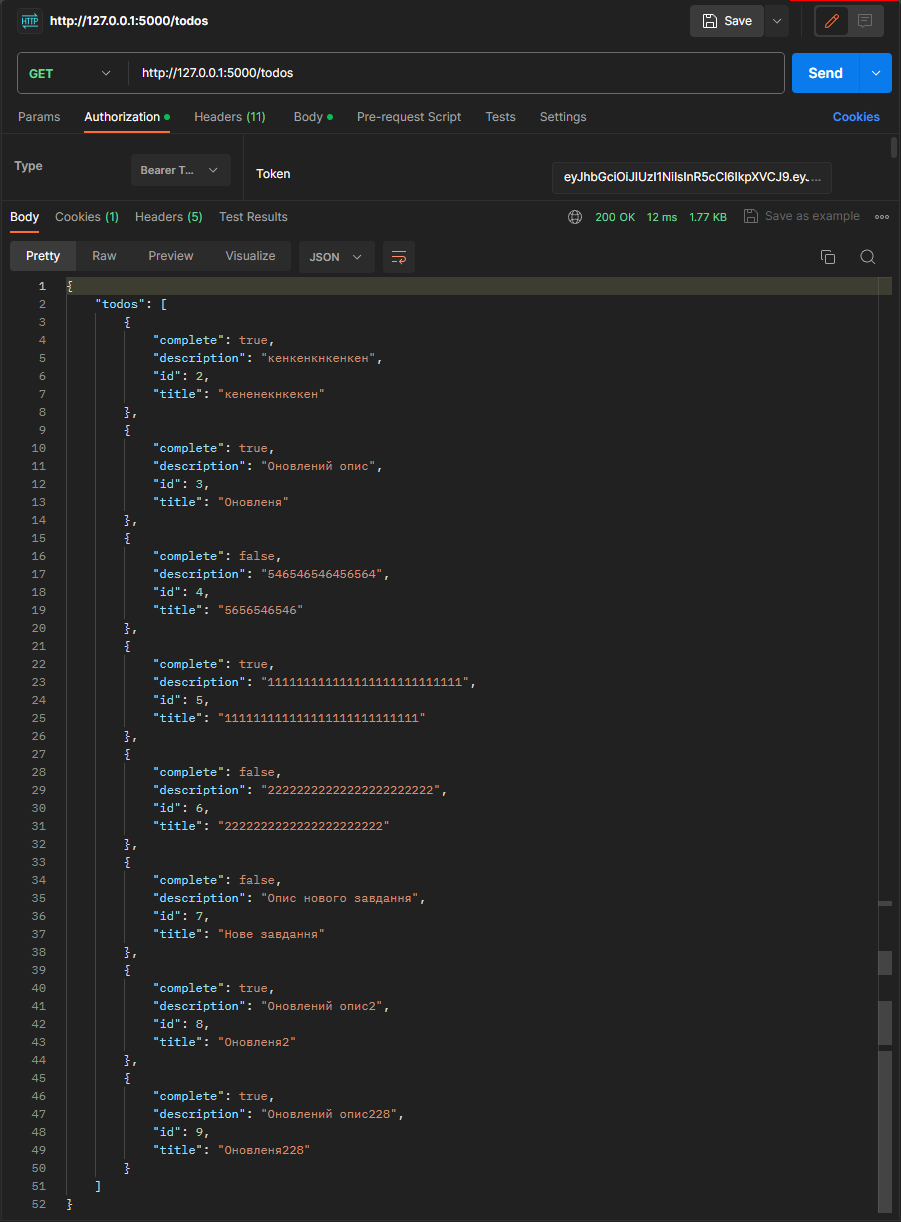 HTTP http://127.0.0.1:5000/todos Save
GET http://127.0.0.1:5000/todos Send
Params Authorization Headers (11) Body Pre-request Script Tests Settings Cookies
Type Bearer T... Token eyJhbGciOiJIUzI1NiIsInR5cCI6IkpXVCJ9.ey...
Body Cookies (1) Headers (5) Test Results 200 OK 12 ms 1.77 KB Save as example
Pretty Raw Preview Visualize JSON
1 {
2 "todos": [
3 {
4 "complete": true,
5 "description": "кенкенкнкенкен",
6 "id": 2,
7 "title": "кененекнкекен"
8 },
9 {
10 "complete": true,
11 "description": "Оновлений опис",
12 "id": 3,
13 "title": "Оновленя"
14 },
15 {
16 "complete": false,
17 "description": "546546546456564",
18 "id": 4,
19 "title": "5656546546"
20 },
21 {
22 "complete": true,
23 "description": "111111111111111111111111111",
24 "id": 5,
25 "title": "111111111111111111111111111"
26 },
27 {
28 "complete": false,
29 "description": "22222222222222222222222",
30 "id": 6,
31 "title": "2222222222222222222222"
32 },
33 {
34 "complete": false,
35 "description": "Опис нового завдання",
36 "id": 7,
37 "title": "Нове завдання"
38 },
39 {
40 "complete": true,
41 "description": "Оновлений опис2",
42 "id": 8,
43 "title": "Оновленя2"
44 },
45 {
46 "complete": true,
47 "description": "Оновлений опис228",
48 "id": 9,
49 "title": "Оновленя228"
50 }
51 ]
52 }